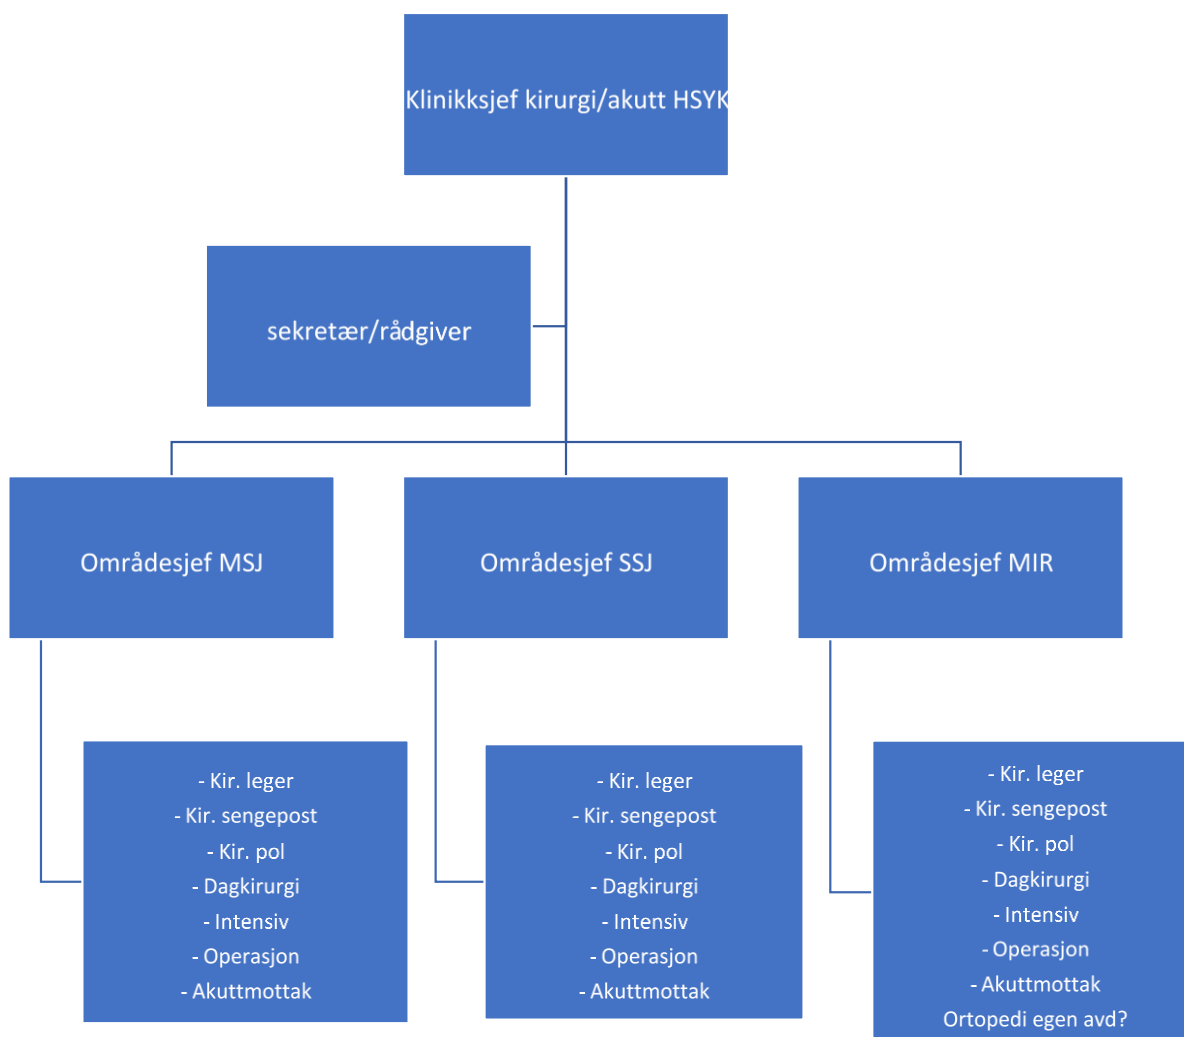 Klinikksjef kirurgi/akutt HSYK
sekretær/rådgiver
Områdesjef MSJ
Områdesjef SSJ
Områdesjef MIR
- Kir. leger
- Kir. sengepost
- Kir. pol
- Dagkirurgi
- Intensiv
- Operasjon
- Akuttmottak
- Kir. leger
- Kir. sengepost
- Kir. pol
- Dagkirurgi
- Intensiv
- Operasjon
- Akuttmottak
- Kir. leger
- Kir. sengepost
- Kir. pol
- Dagkirurgi
- Intensiv
- Operasjon
- Akuttmottak
Ortopedi egen avd?